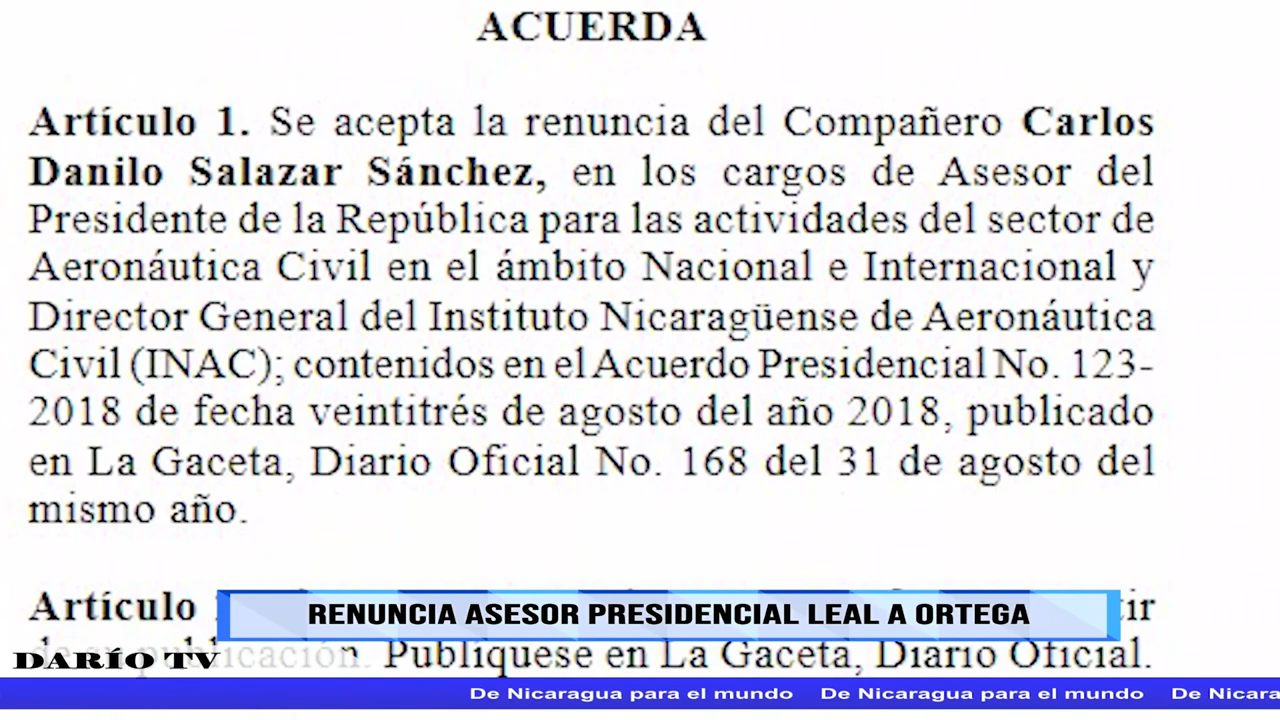 ACUERDA
Artículo 1. Se acepta la renuncia del Compañero Carlos
Danilo Salazar Sánchez, en los cargos de Asesor del
Presidente de la República para las actividades del sector de
Aeronáutica Civil en el ámbito Nacional e Internacional y
Director General del Instituto Nicaragüense de Aeronáutica
Civil (INAC); contenidos en el Acuerdo Presidencial No. 123-
2018 de fecha veintitrés de agosto del año 2018, publicado
en La Gaceta, Diario Oficial No. 168 del 31 de agosto del
mismo año.
Artículo
RENUNCIA ASESOR PRESIDENCIAL LEAL A ORTEGA
de su publicación. Publíquese en La Gaceta, Diario Oficial.
DARÍO TV
De Nicaragua para el mundo De Nicaragua para el mundo De Nicara